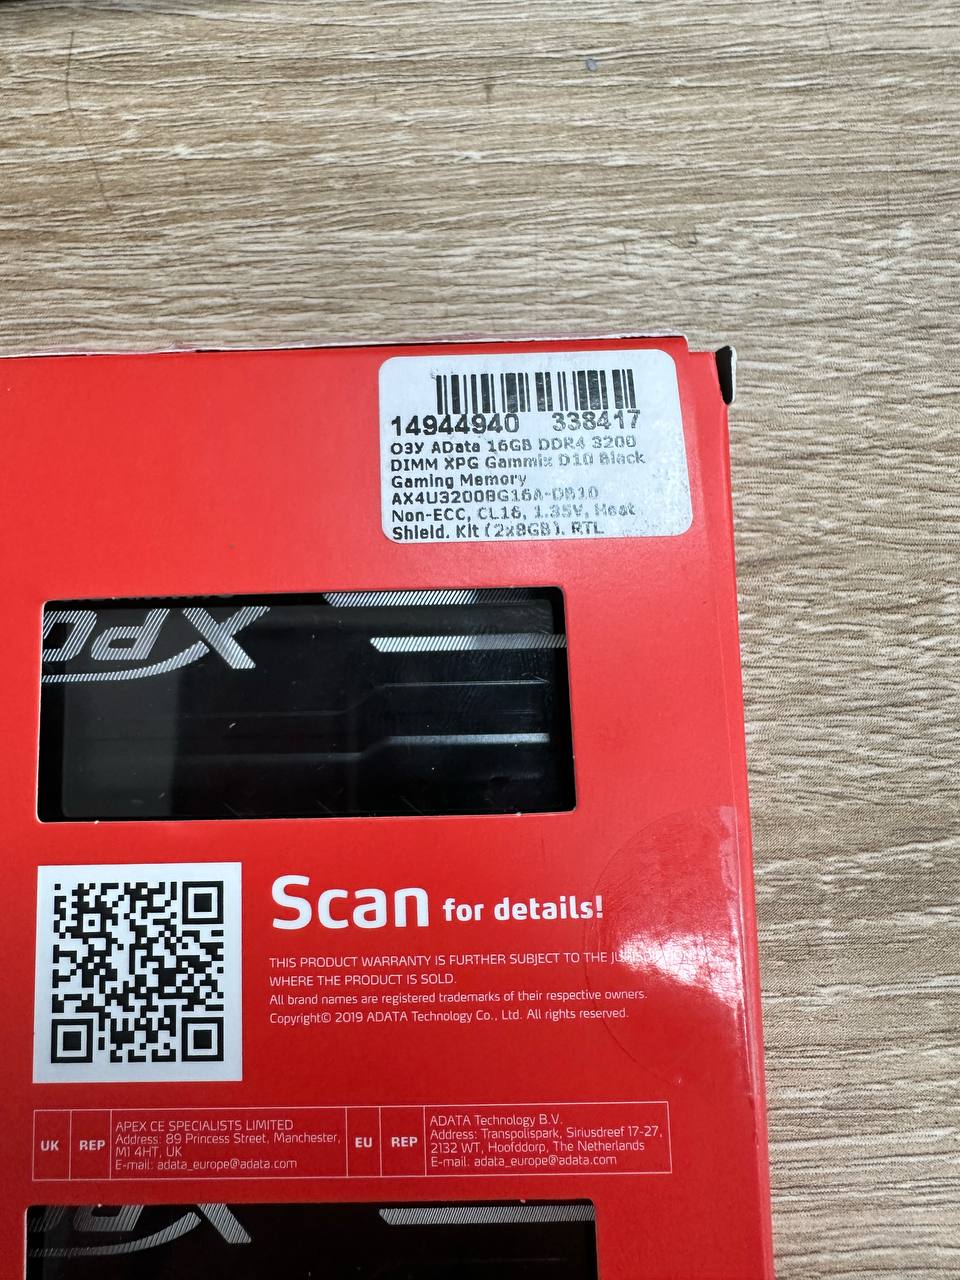 14944940 338417
ОЗУ AData 16GB DDR4 3200
DIMM XPG Gammix D10 Black
Gaming Memory
AX4U32008G16A-DB10
Non-ECC, CL16, 1.35V, Heat
Shield, Kit (2x8GB), RTL
XPG
Scan for details!
THIS PRODUCT WARRANTY IS FURTHER SUBJECT TO THE JURISDICTION
WHERE THE PRODUCT IS SOLD.
All brand names are registered trademarks of their respective owners.
Copyright© 2019 ADATA Technology Co., Ltd. All rights reserved.
UK REP
APEX CE SPECIALISTS LIMITED
Address: 89 Princess Street, Manchester,
M1 4HT, UK
E-mail: adata_europe@adata.com
EU REP
ADATA Technology B.V.
Address: Transpolispark, Siriusdreef 17-27,
2132 WT, Hoofddorp, The Netherlands
E-mail: adata_europe@adata.com